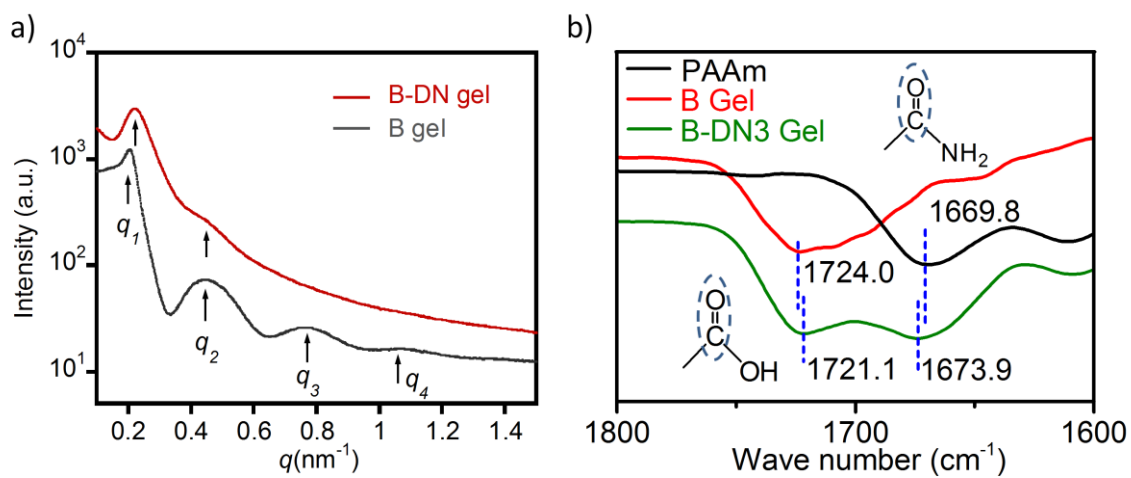 a)
10⁴
10³
10²
10¹
Intensity (a.u.)
B-DN gel
B gel
q₁
q₂
q₃
q₄
0.2
0.4
0.6
0.8
1
1.2
1.4
q(nm⁻¹)
b)
PAAm
B Gel
B-DN3 Gel
O
C
NH₂
1669.8
1724.0
O
C
OH
1721.1
1673.9
1800
1700
1600
Wave number (cm⁻¹)